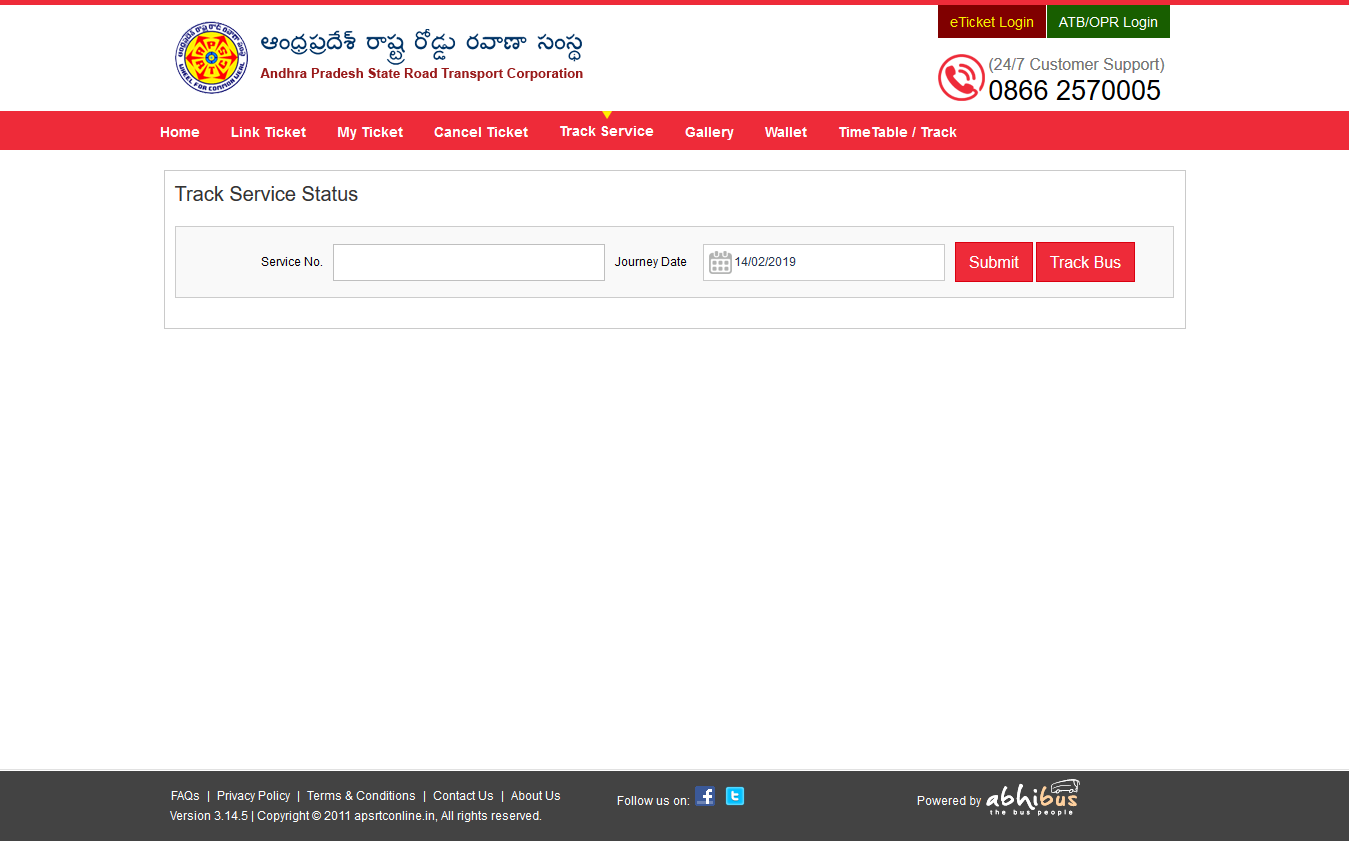 eTicket Login ATB/OPR Login
ఆంధ్రప్రదేశ్ రాష్ట్ర రోడ్డు రవాణా సంస్థ
Andhra Pradesh State Road Transport Corporation
(24/7 Customer Support)
0866 2570005
Home Link Ticket My Ticket Cancel Ticket Track Service Gallery Wallet TimeTable / Track
Track Service Status
Service No. Journey Date 14/02/2019 Submit Track Bus
FAQs | Privacy Policy | Terms & Conditions | Contact Us | About Us
Version 3.14.5 | Copyright © 2011 apsrtconline.in, All rights reserved.
Follow us on:
Powered by abhibus
the bus people